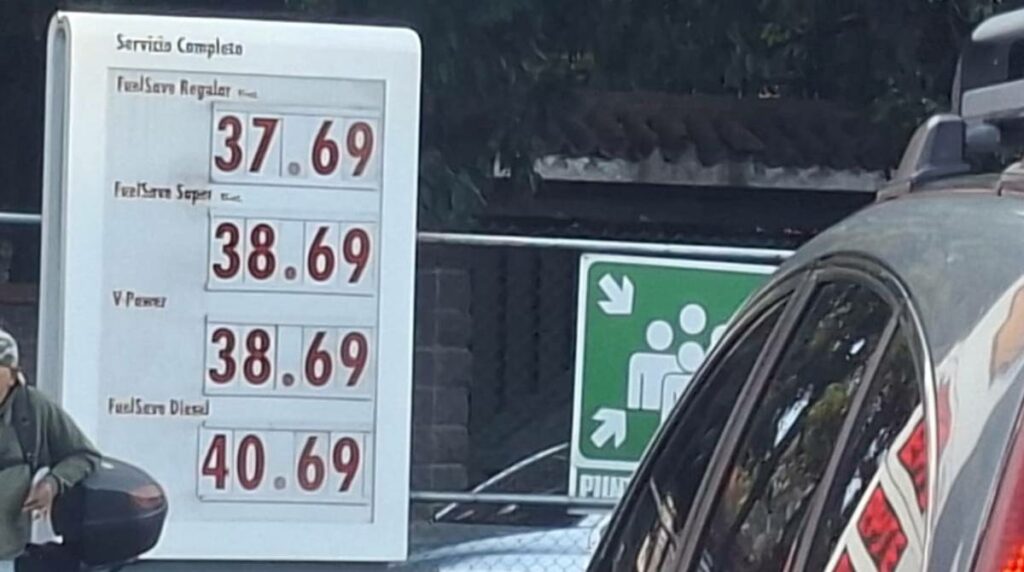 Servicio Completo
FuelSave Regular
37.69
FuelSave Super
38.69
V-Power
38.69
FuelSave Diesel
40.69